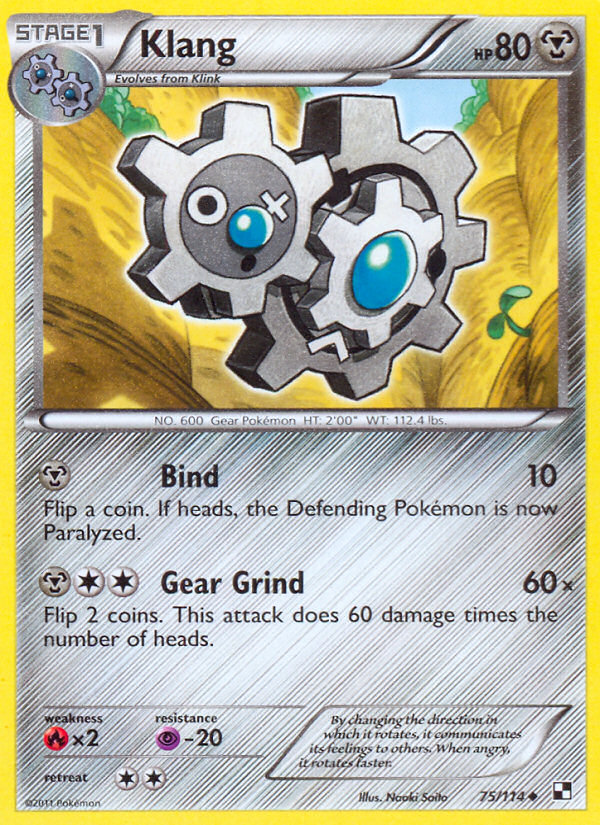 STAGE1
Klang
HP80
Evolves from Klink
NO. 600 Gear Pokémon HT: 2'00" WT: 112.4 lbs.
Bind 10
Flip a coin. If heads, the Defending Pokémon is now
Paralyzed.
Gear Grind 60×
Flip 2 coins. This attack does 60 damage times the
number of heads.
weakness
×2
resistance
-20
retreat
By changing the direction in
which it rotates, it communicates
its feelings to others. When angry,
it rotates faster.
©2011 Pokémon
Illus. Naoki Saito
75/114